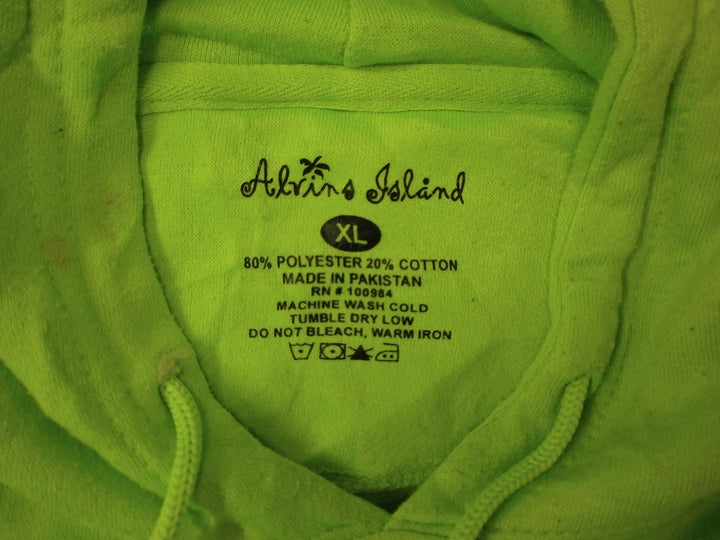 Alvins Island
XL
80% POLYESTER 20% COTTON
MADE IN PAKISTAN
RN # 100984
MACHINE WASH COLD
TUMBLE DRY LOW
DO NOT BLEACH, WARM IRON